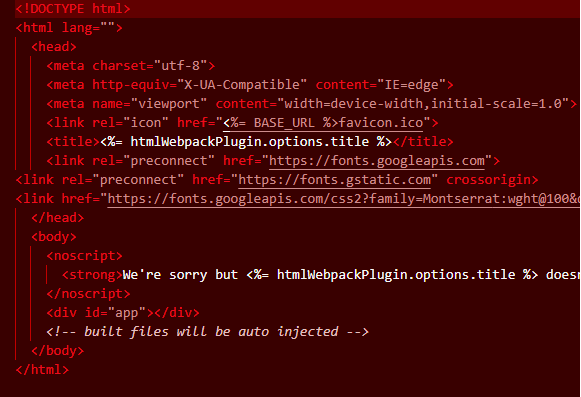 <!DOCTYPE html>
<html lang="">
<head>
<meta charset="utf-8">
<meta http-equiv="X-UA-Compatible" content="IE=edge">
<meta name="viewport" content="width=device-width,initial-scale=1.0">
<link rel="icon" href="<%= BASE_URL %>favicon.ico">
<title><%= htmlWebpackPlugin.options.title %></title>
<link rel="preconnect" href="https://fonts.googleapis.com">
<link rel="preconnect" href="https://fonts.gstatic.com" crossorigin>
<link href="https://fonts.googleapis.com/css2?family=Montserrat:wght@100&
</head>
<body>
<noscript>
<strong>We're sorry but <%= htmlWebpackPlugin.options.title %>
</noscript>
<div id="app"></div>
<!-- built files will be auto injected -->
</body>
</html>